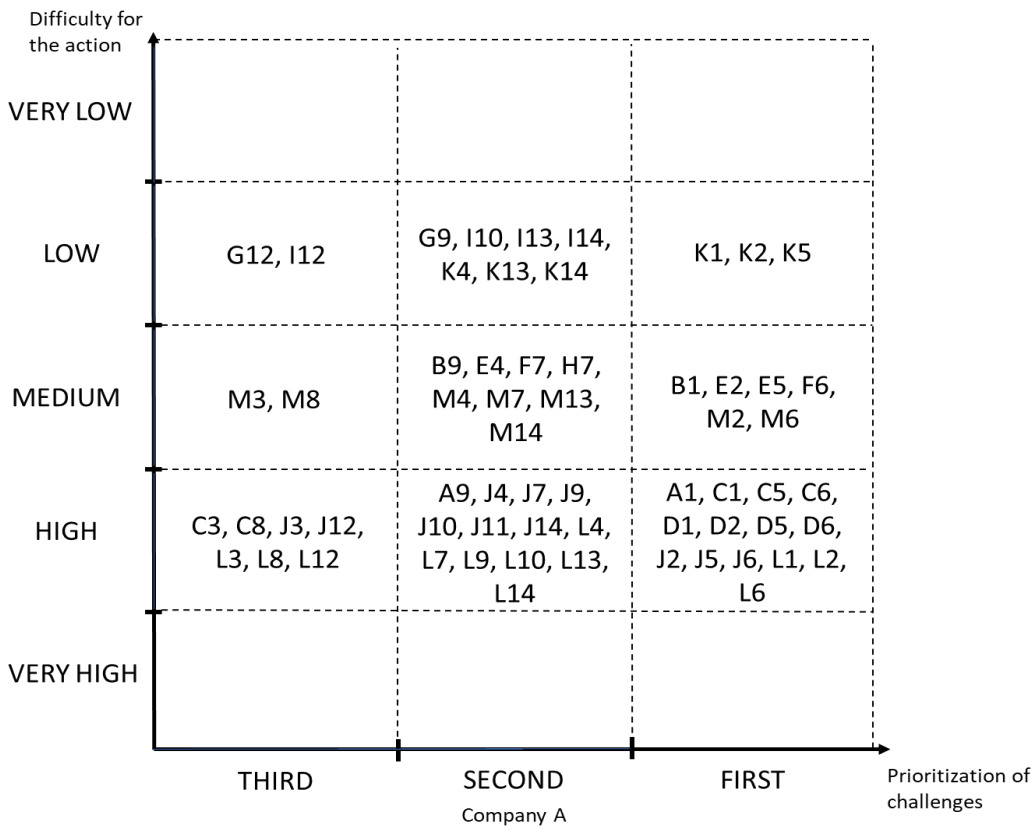 Difficulty for
the action
VERY LOW
LOW
G12, I12
G9, I10, I13, I14,
K4, K13, K14
K1, K2, K5
MEDIUM
M3, M8
B9, E4, F7, H7,
M4, M7, M13,
M14
B1, E2, E5, F6,
M2, M6
HIGH
C3, C8, J3, J12,
L3, L8, L12
A9, J4, J7, J9,
J10, J11, J14, L4,
L7, L9, L10, L13,
L14
A1, C1, C5, C6,
D1, D2, D5, D6,
J2, J5, J6, L1, L2,
L6
VERY HIGH
THIRD
SECOND
FIRST
Prioritization of
challenges
Company A